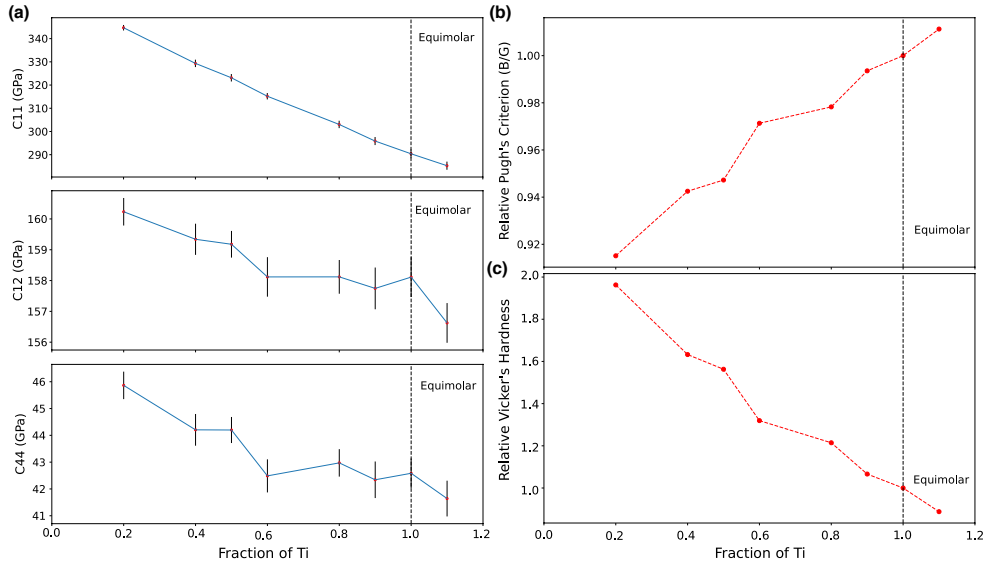 (a)
340
330
320
310
300
290
C11 (GPa)
Equimolar
160
159
158
157
156
C12 (GPa)
Equimolar
46
45
44
43
42
41
C44 (GPa)
Equimolar
0.0 0.2 0.4 0.6 0.8 1.0 1.2
Fraction of Ti
(b)
1.00
0.98
0.96
0.94
0.92
Relative Pugh's Criterion (B/G)
Equimolar
(c)
2.0
1.8
1.6
1.4
1.2
1.0
Relative Vicker's Hardness
Equimolar
0.0 0.2 0.4 0.6 0.8 1.0 1.2
Fraction of Ti